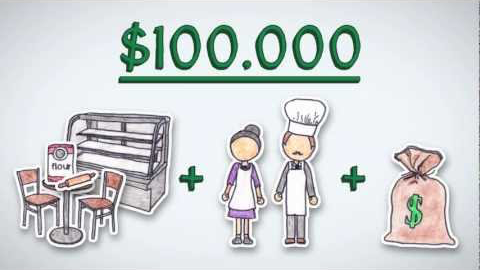 $100,000
flour
+ +
$